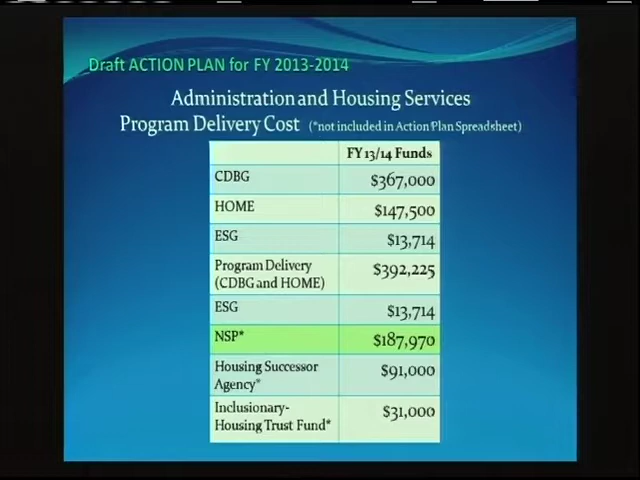 Draft ACTION PLAN for FY 2013-2014
Administration and Housing Services
Program Delivery Cost (*not included in Action Plan Spreadsheet)
FY 13/14 Funds
CDBG $367,000
HOME $147,500
ESG $13,714
Program Delivery $392,225
(CDBG and HOME)
ESG $13,714
NSP* $187,970
Housing Successor $91,000
Agency*
Inclusionary- $31,000
Housing Trust Fund*